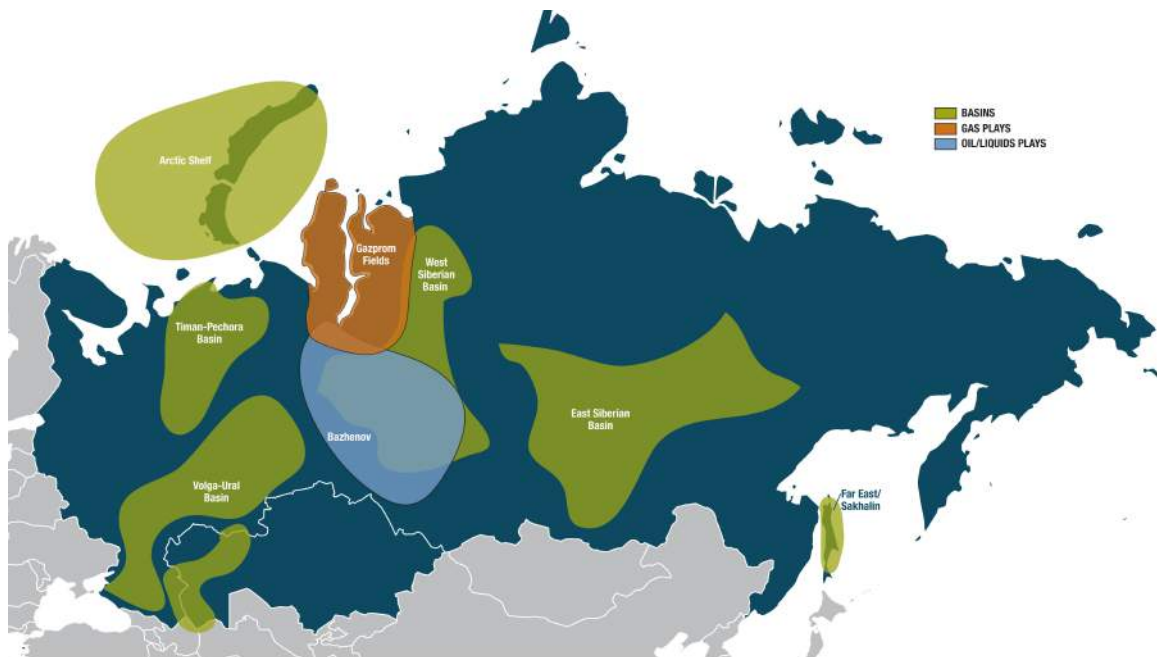 BASINS
GAS PLAYS
OIL/LIQUIDS PLAYS
Arctic Shelf
Gazprom
Fields
West
Siberian
Basin
Timan-Pechora
Basin
East Siberian
Basin
Bazhenov
Volga-Ural
Basin
Far East/
Sakhalin